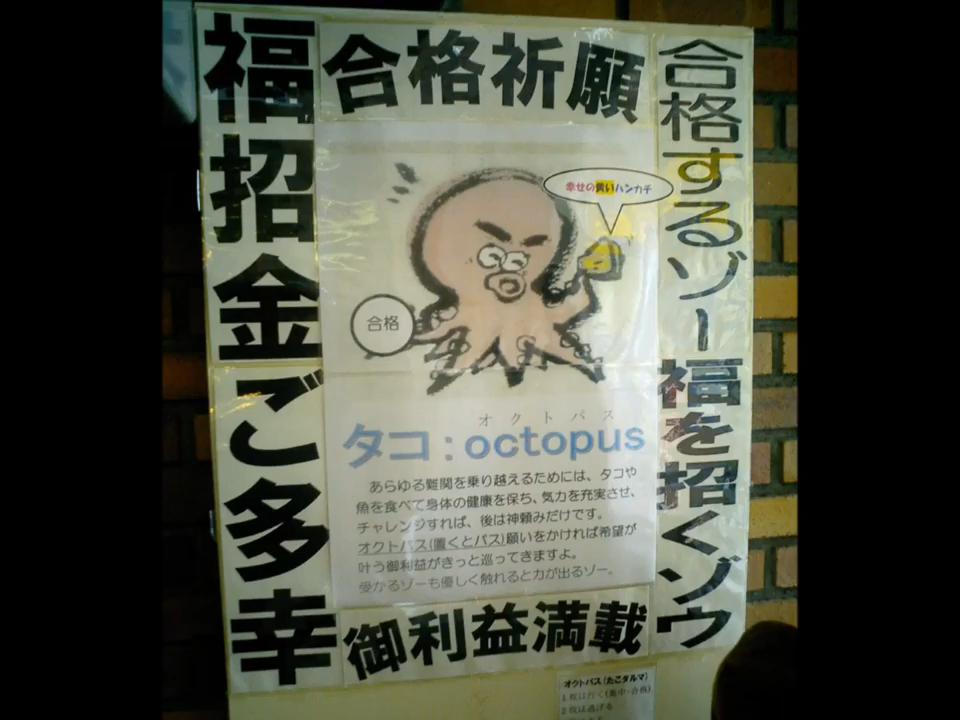 合格祈願
福招金ご多幸
合格するゾー福を招くゾウ
幸せの黄いハンカチ
合格
オクトパス
タコ:octopus
あらゆる難関を乗り越えるためには、タコや
魚を食べて身体の健康を保ち、気力を充実させ、
チャレンジすれば、後は神頼みだけです。
オクトパス(置くとパス)願いをかければ希望が
叶う御利益がきっと巡ってきますよ。
受かるゾーも優しく触れると力が出るゾー。
御利益満載
オクトパス(たこダルマ)